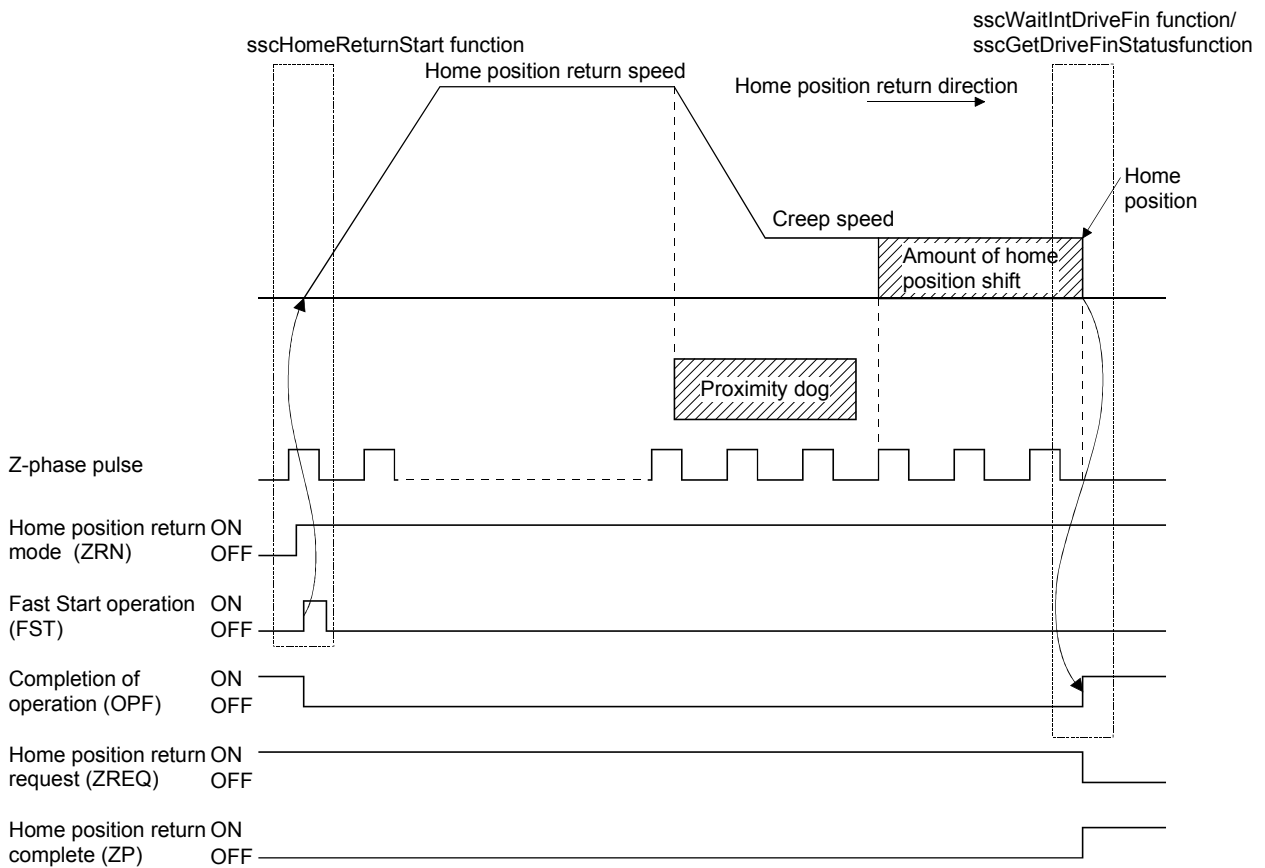 sscWaitIntDriveFin function/
sscGetDriveFinStatusfunction
sscHomeReturnStart function
Home position return speed
Home position return direction
Home
position
Creep speed
Amount of home
position shift
Proximity dog
Z-phase pulse
Home position return ON
mode (ZRN) OFF
Fast Start operation ON
(FST) OFF
Completion of ON
operation (OPF) OFF
Home position return ON
request (ZREQ) OFF
Home position return ON
complete (ZP) OFF